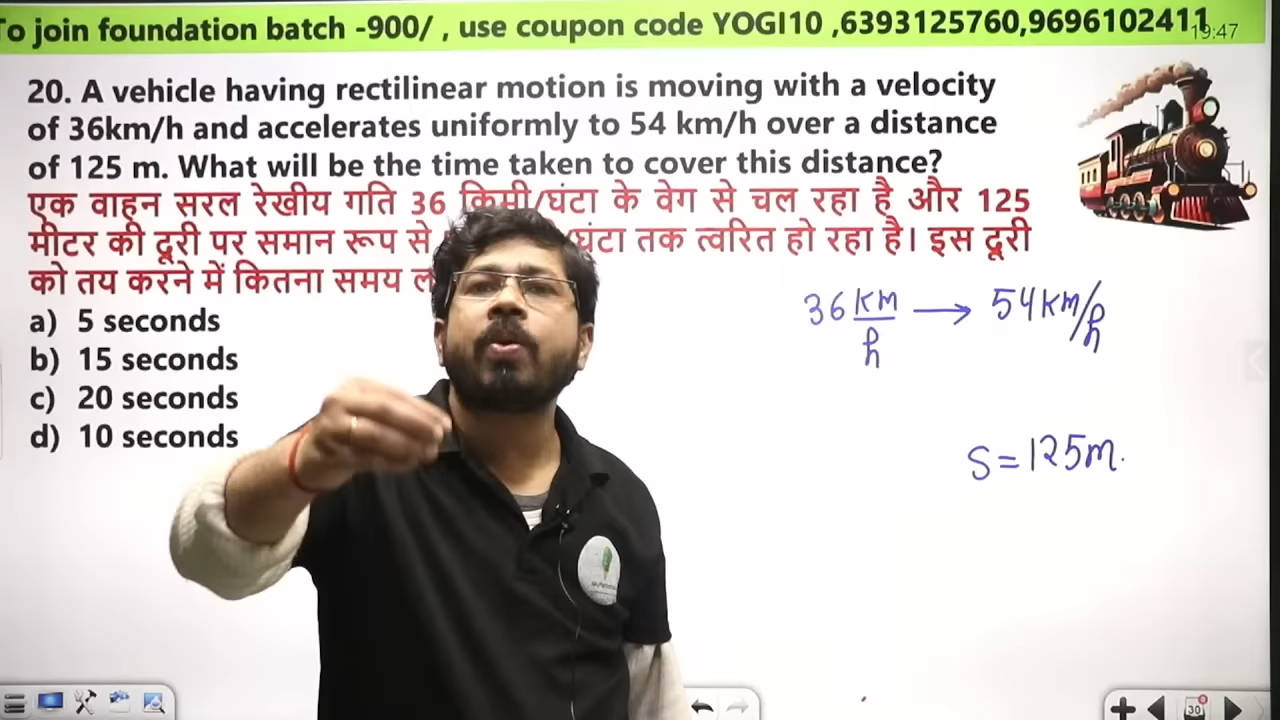 To join foundation batch -900/ , use coupon code YOGI10 ,6393125760,9696102411
19:47
20. A vehicle having rectilinear motion is moving with a velocity
of 36km/h and accelerates uniformly to 54 km/h over a distance
of 125 m. What will be the time taken to cover this distance?
एक वाहन सरल रेखीय गति 36 किमी/घंटा के वेग से चल रहा है और 125
मीटर की दूरी पर समान रूप से /घंटा तक त्वरित हो रहा है। इस दूरी
को तय करने में कितना समय
a) 5 seconds
b) 15 seconds
c) 20 seconds
d) 10 seconds
36 km/h → 54 km/h
S = 125m.
30